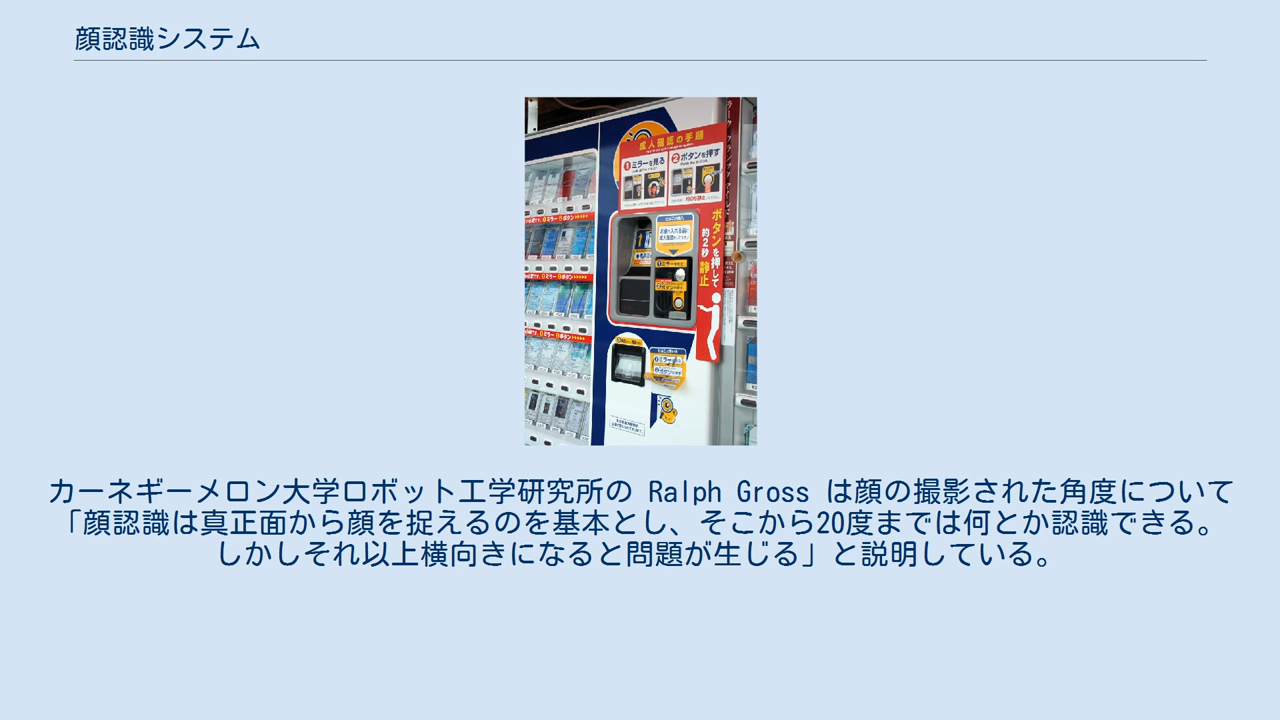 顔認識システム
成人確認の手順
1 ミラーを見る
2 ボタンを押す
ボタンを押して
約2秒 静止
カーネギーメロン大学ロボット工学研究所の Ralph Gross は顔の撮影された角度について
「顔認識は真正面から顔を捉えるのを基本とし、そこから20度までは何とか認識できる。
しかしそれ以上横向きになると問題が生じる」と説明している。